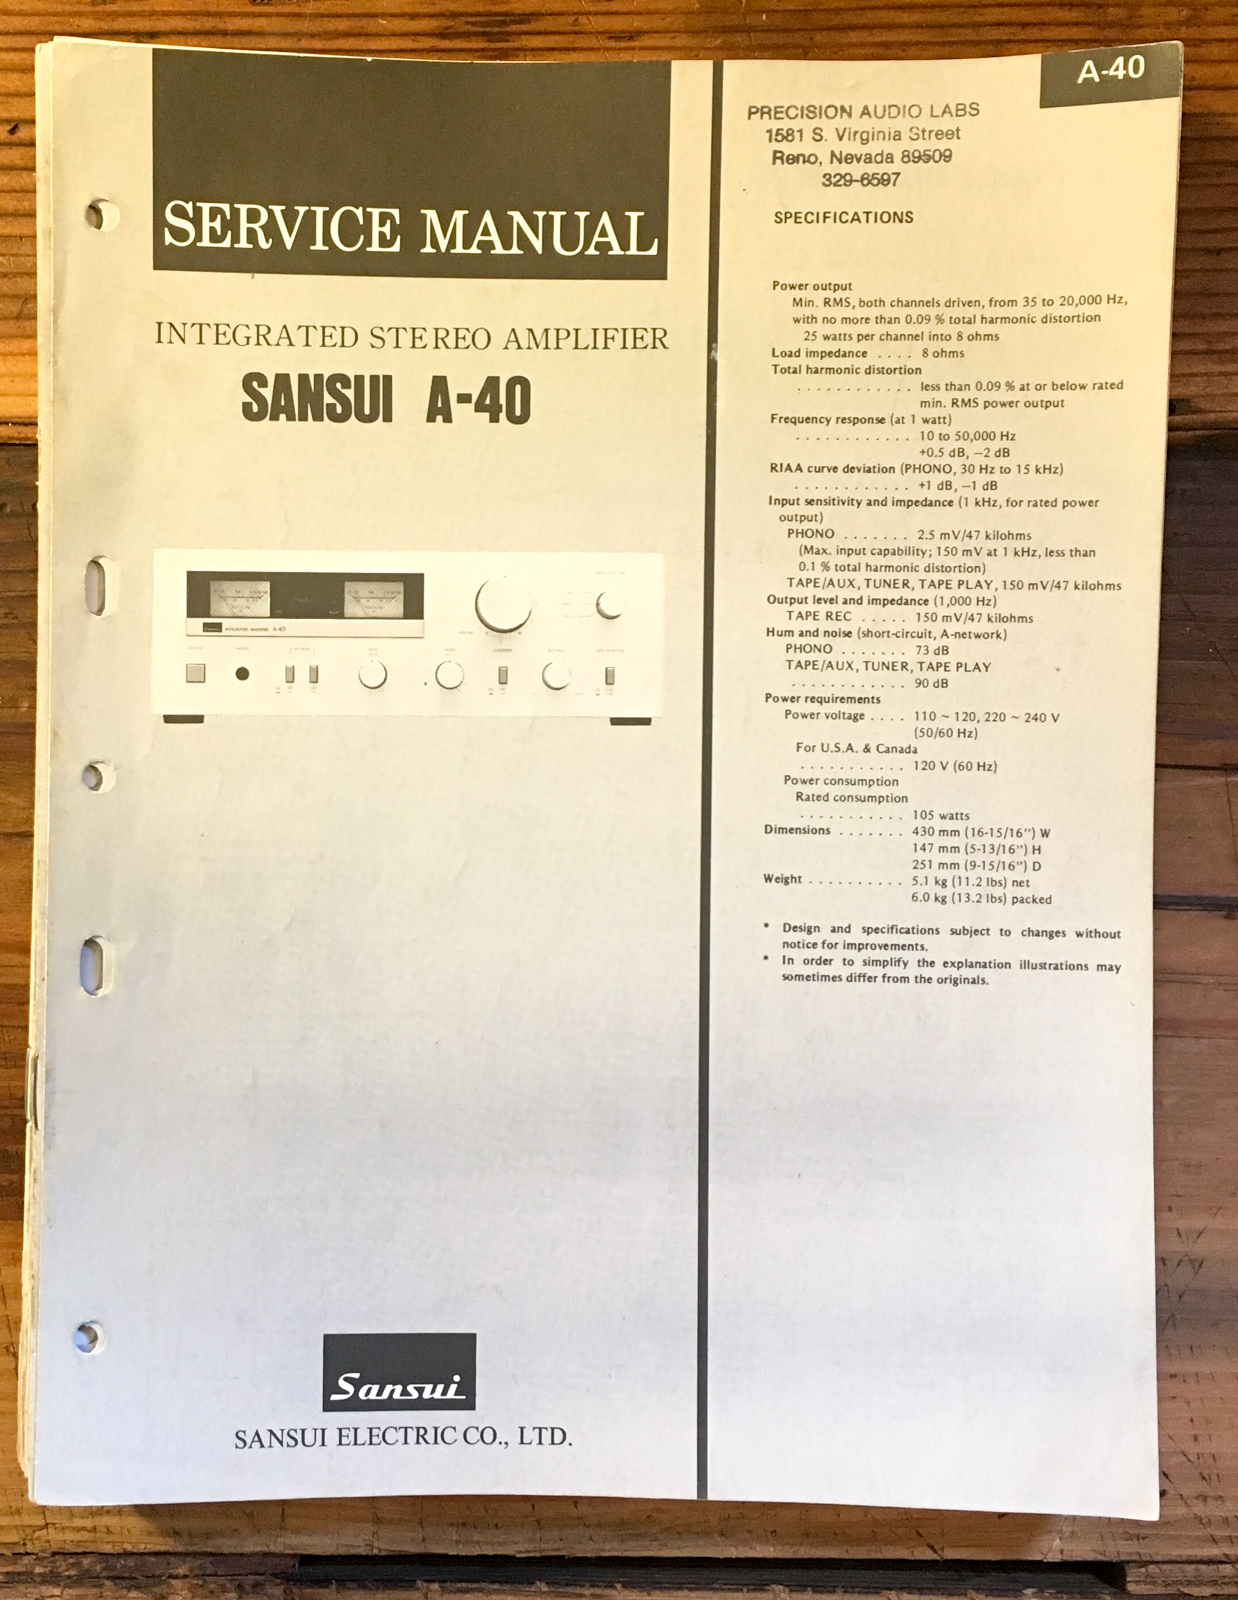 SERVICE MANUAL
INTEGRATED STEREO AMPLIFIER
SANSUI A-40
INTEGRATED AMPLIFIER A-40
Sansui
SANSUI ELECTRIC CO., LTD.
A-40
PRECISION AUDIO LABS
1581 S. Virginia Street
Reno, Nevada 89509
329-6597
SPECIFICATIONS
Power output
Min. RMS, both channels driven, from 35 to 20,000 Hz,
with no more than 0.09 % total harmonic distortion
25 watts per channel into 8 ohms
Load impedance . . . . 8 ohms
Total harmonic distortion
. . . . . . . . . . . . less than 0.09 % at or below rated
min. RMS power output
Frequency response (at 1 watt)
. . . . . . . . . . . . 10 to 50,000 Hz
+0.5 dB, −2 dB
RIAA curve deviation (PHONO, 30 Hz to 15 kHz)
. . . . . . . . . . . . +1 dB, −1 dB
Input sensitivity and impedance (1 kHz, for rated power
output)
PHONO . . . . . . . 2.5 mV/47 kilohms
(Max. input capability; 150 mV at 1 kHz, less than
0.1 % total harmonic distortion)
TAPE/AUX, TUNER, TAPE PLAY, 150 mV/47 kilohms
Output level and impedance (1,000 Hz)
TAPE REC . . . . . 150 mV/47 kilohms
Hum and noise (short-circuit, A-network)
PHONO . . . . . . . 73 dB
TAPE/AUX, TUNER, TAPE PLAY
. . . . . . . . . . . . 90 dB
Power requirements
Power voltage . . . . 110 ~ 120, 220 ~ 240 V
(50/60 Hz)
For U.S.A. & Canada
. . . . . . . . . . . 120 V (60 Hz)
Power consumption
Rated consumption
. . . . . . . . . . . 105 watts
Dimensions . . . . . . . 430 mm (16-15/16") W
147 mm (5-13/16") H
251 mm (9-15/16") D
Weight . . . . . . . . . . 5.1 kg (11.2 lbs) net
6.0 kg (13.2 lbs) packed
* Design and specifications subject to changes without
notice for improvements.
* In order to simplify the explanation illustrations may
sometimes differ from the originals.